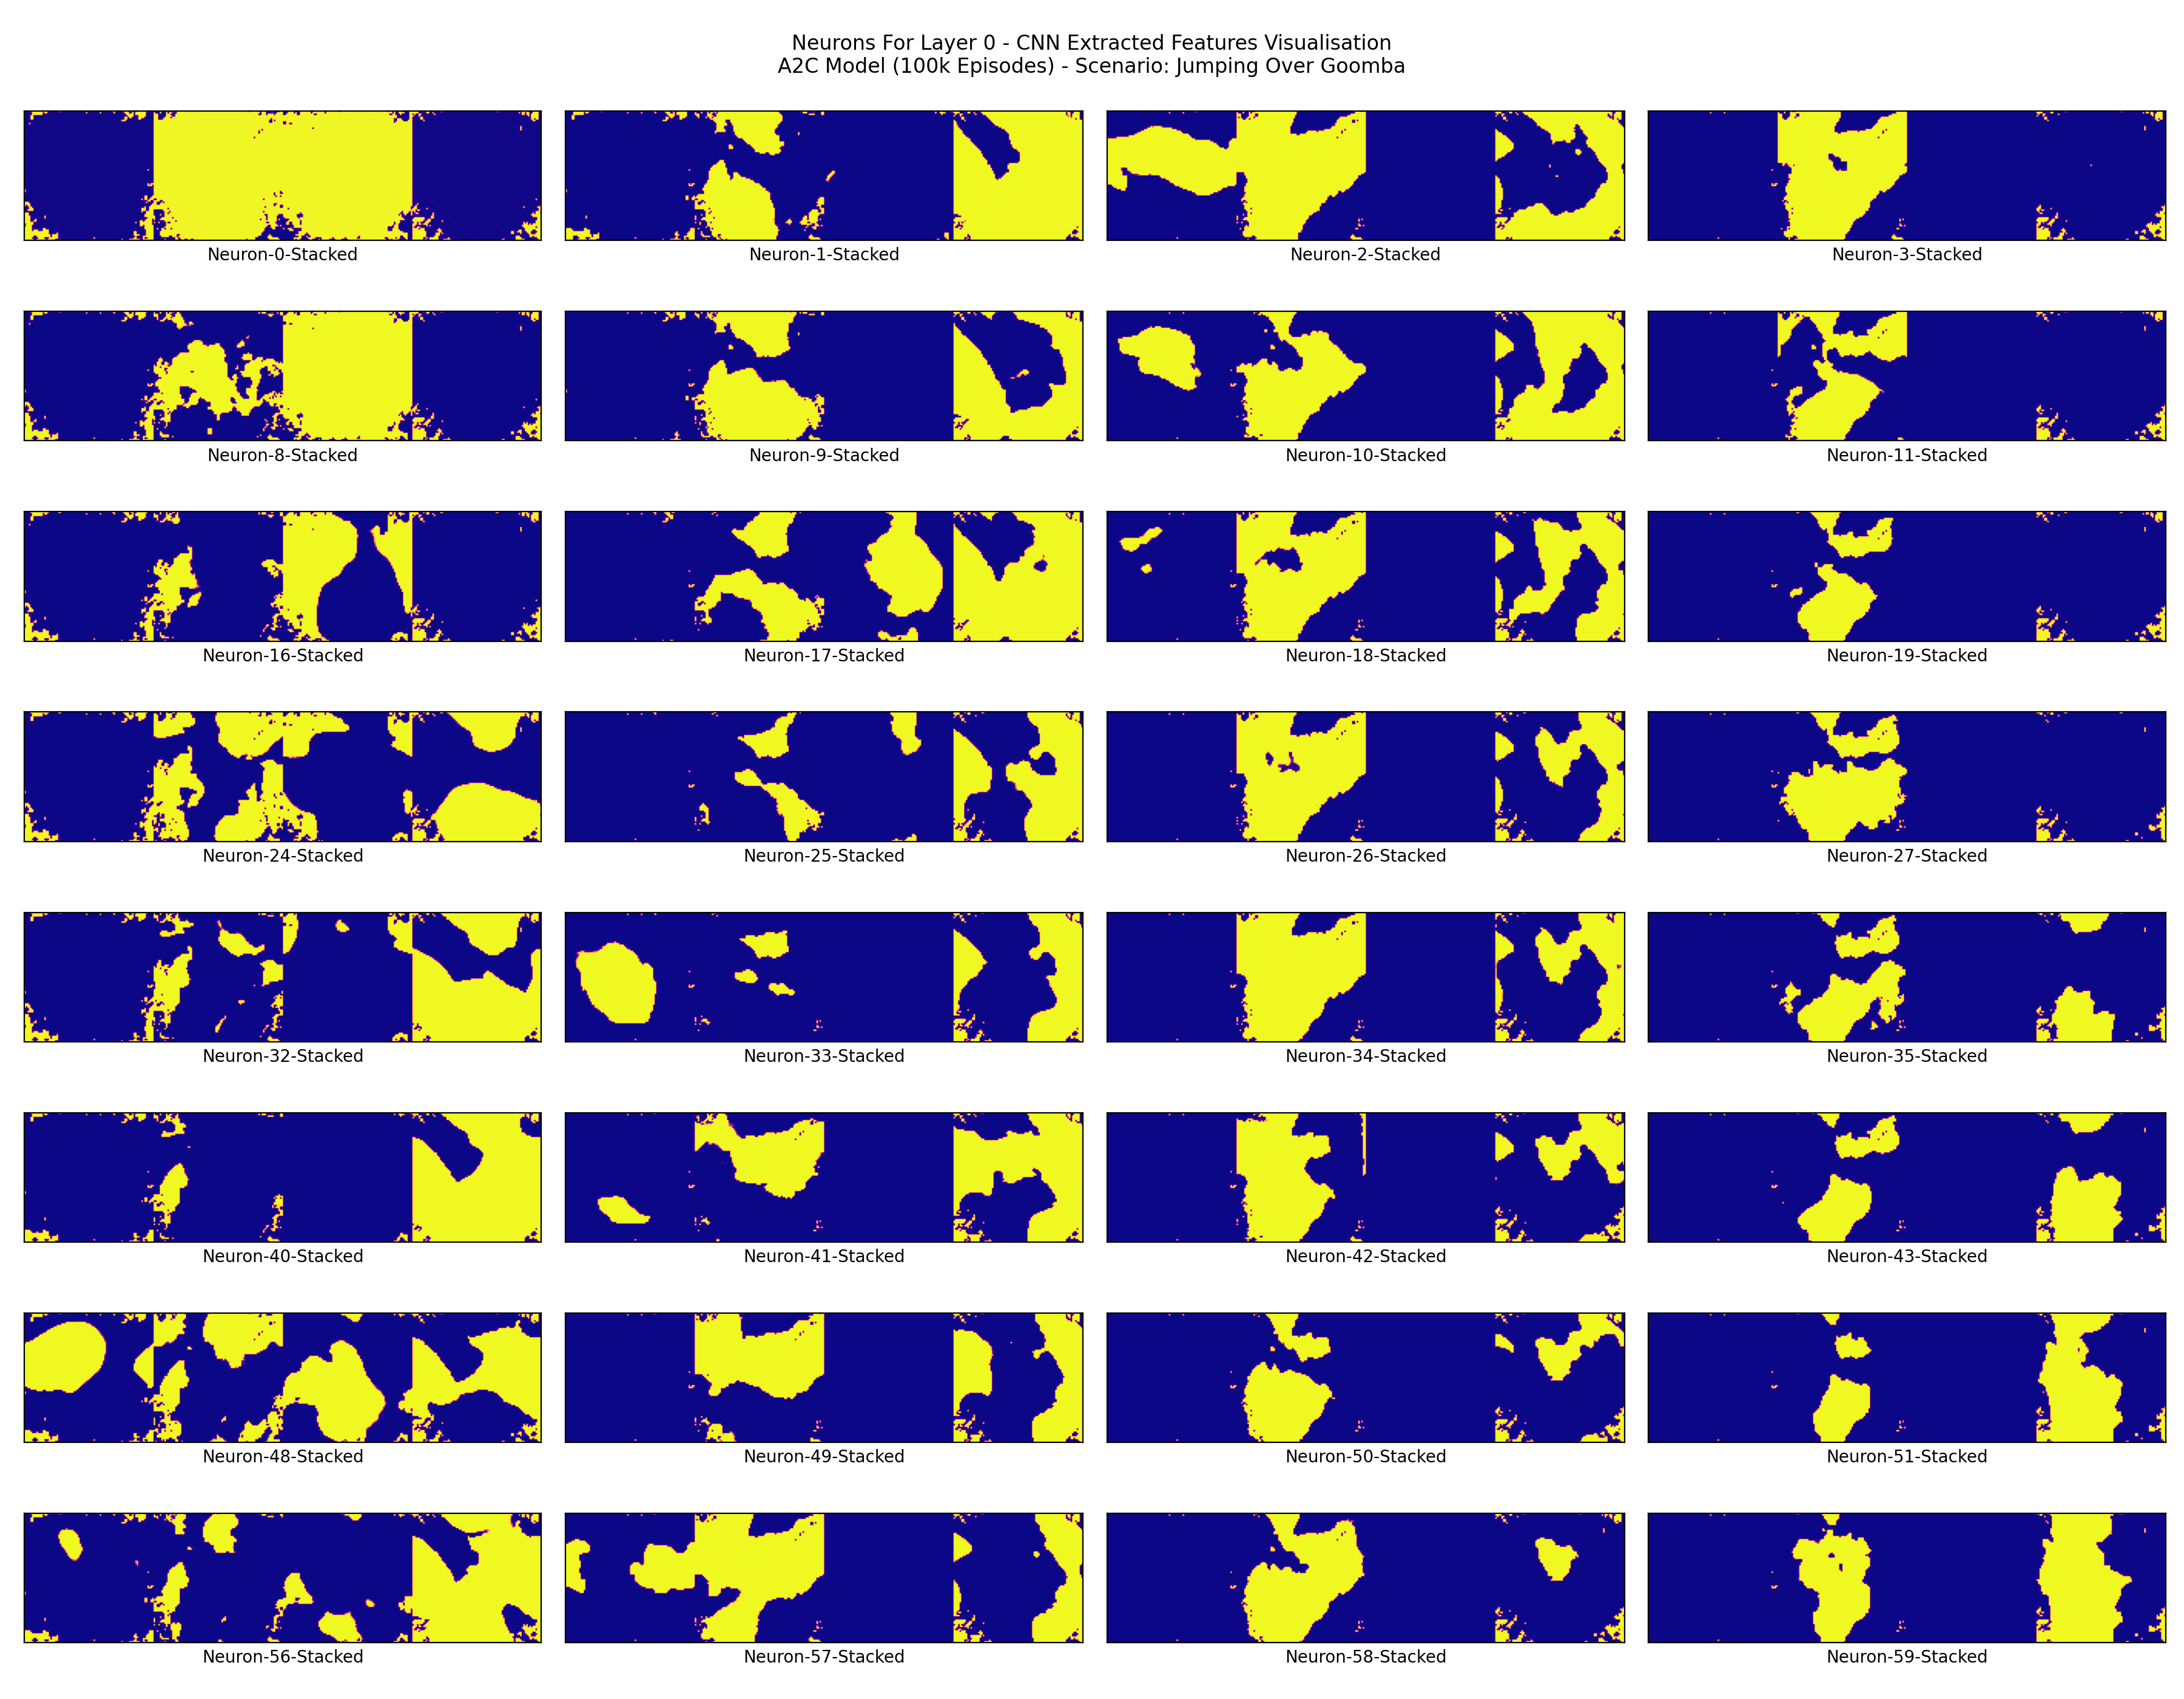 Neurons For Layer 0 - CNN Extracted Features Visualisation
A2C Model (100k Episodes) - Scenario: Jumping Over Goomba
Neuron-0-Stacked
Neuron-1-Stacked
Neuron-2-Stacked
Neuron-3-Stacked
Neuron-8-Stacked
Neuron-9-Stacked
Neuron-10-Stacked
Neuron-11-Stacked
Neuron-16-Stacked
Neuron-17-Stacked
Neuron-18-Stacked
Neuron-19-Stacked
Neuron-24-Stacked
Neuron-25-Stacked
Neuron-26-Stacked
Neuron-27-Stacked
Neuron-32-Stacked
Neuron-33-Stacked
Neuron-34-Stacked
Neuron-35-Stacked
Neuron-40-Stacked
Neuron-41-Stacked
Neuron-42-Stacked
Neuron-43-Stacked
Neuron-48-Stacked
Neuron-49-Stacked
Neuron-50-Stacked
Neuron-51-Stacked
Neuron-56-Stacked
Neuron-57-Stacked
Neuron-58-Stacked
Neuron-59-Stacked